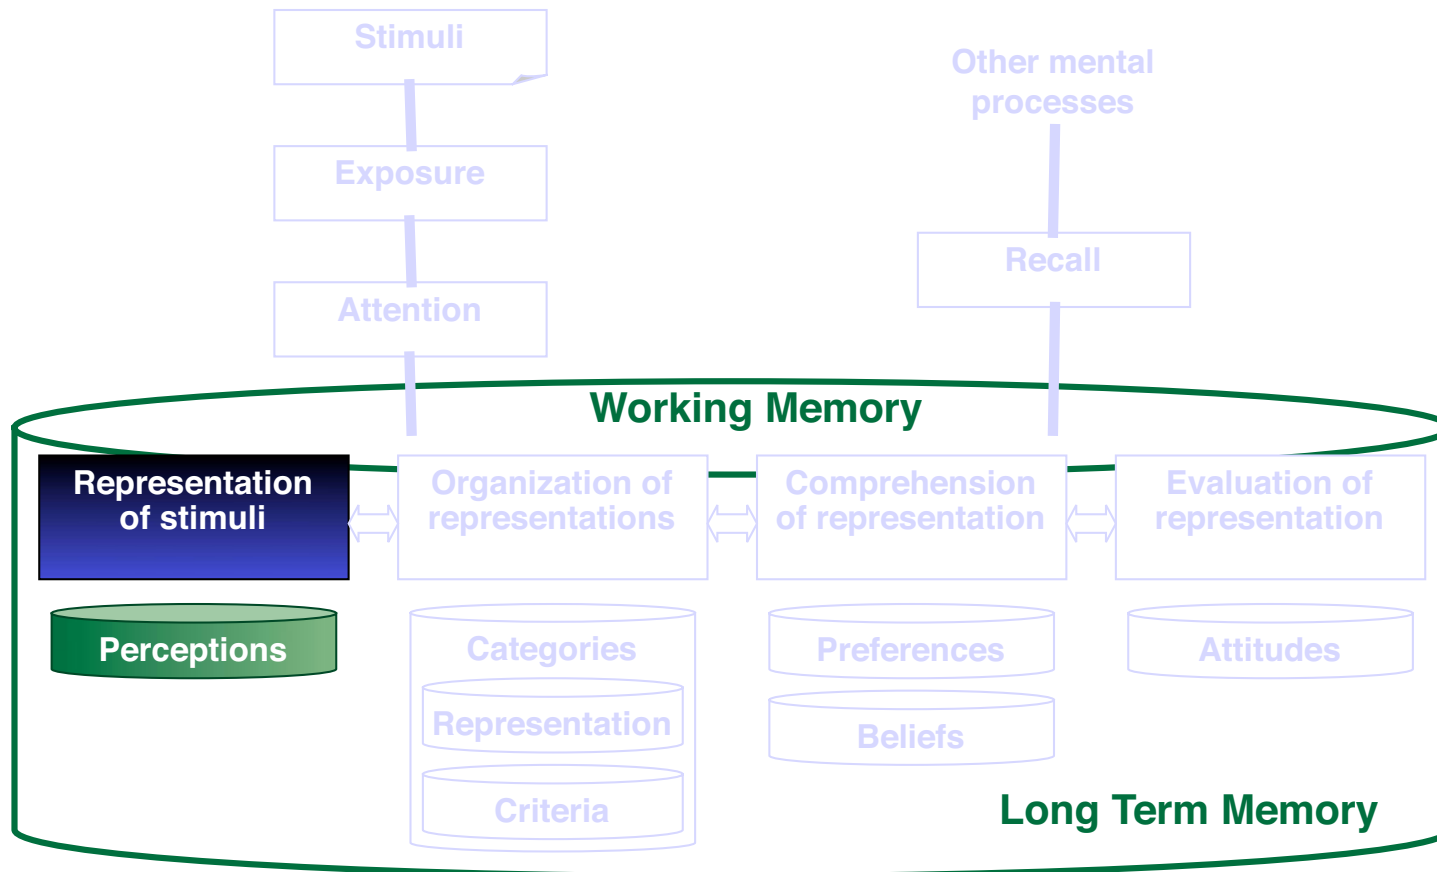 Stimuli
Other mental
processes
Exposure
Recall
Attention
Working Memory
Representation
of stimuli
Organization of
representations
Comprehension
of representation
Evaluation of
representation
Perceptions
Categories
Representation
Criteria
Preferences
Beliefs
Attitudes
Long Term Memory